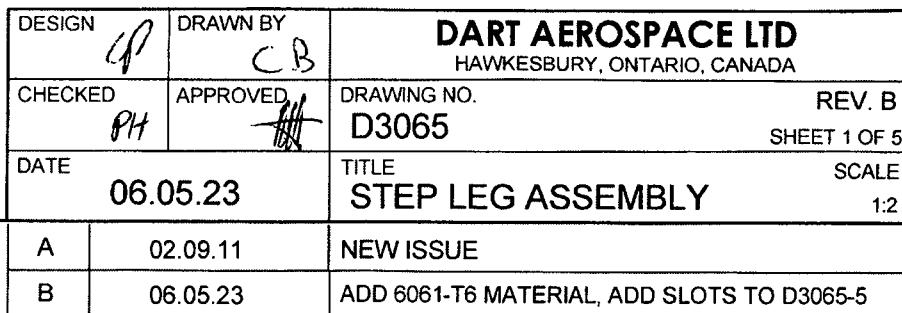 DESIGN
DRAWN BY
CB
DART AEROSPACE LTD
HAWKESBURY, ONTARIO, CANADA
CHECKED
PH
APPROVED
DRAWING NO.
D3065
REV. B
SHEET 1 OF 5
DATE
06.05.23
TITLE
STEP LEG ASSEMBLY
SCALE
1:2
A 02.09.11 NEW ISSUE
B 06.05.23 ADD 6061-T6 MATERIAL, ADD SLOTS TO D3065-5